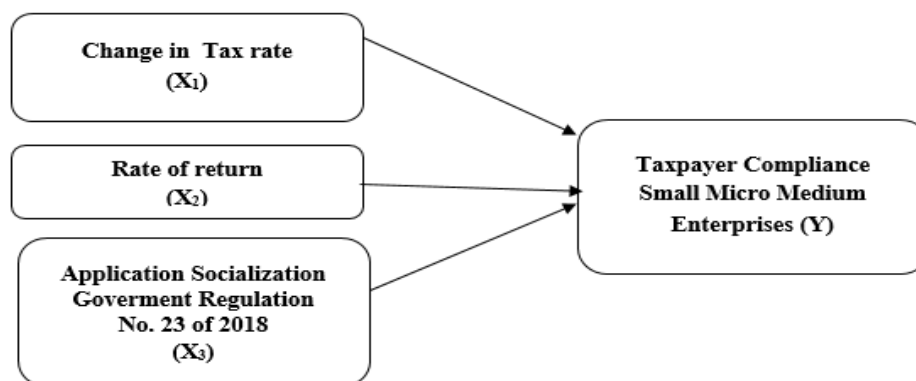 Change in Tax rate
(X₁)
Rate of return
(X₂)
Application Socialization
Goverment Regulation
No. 23 of 2018
(X₃)
Taxpayer Compliance
Small Micro Medium
Enterprises (Y)